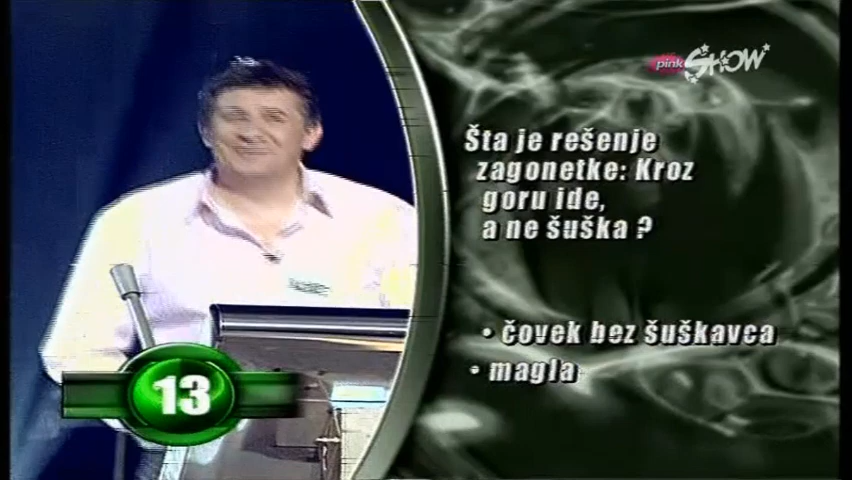 pink SHOW
Šta je rešenje
zagonetke: Kroz
goru ide,
a ne šuška ?
• čovek bez šuškavca
• magla
13